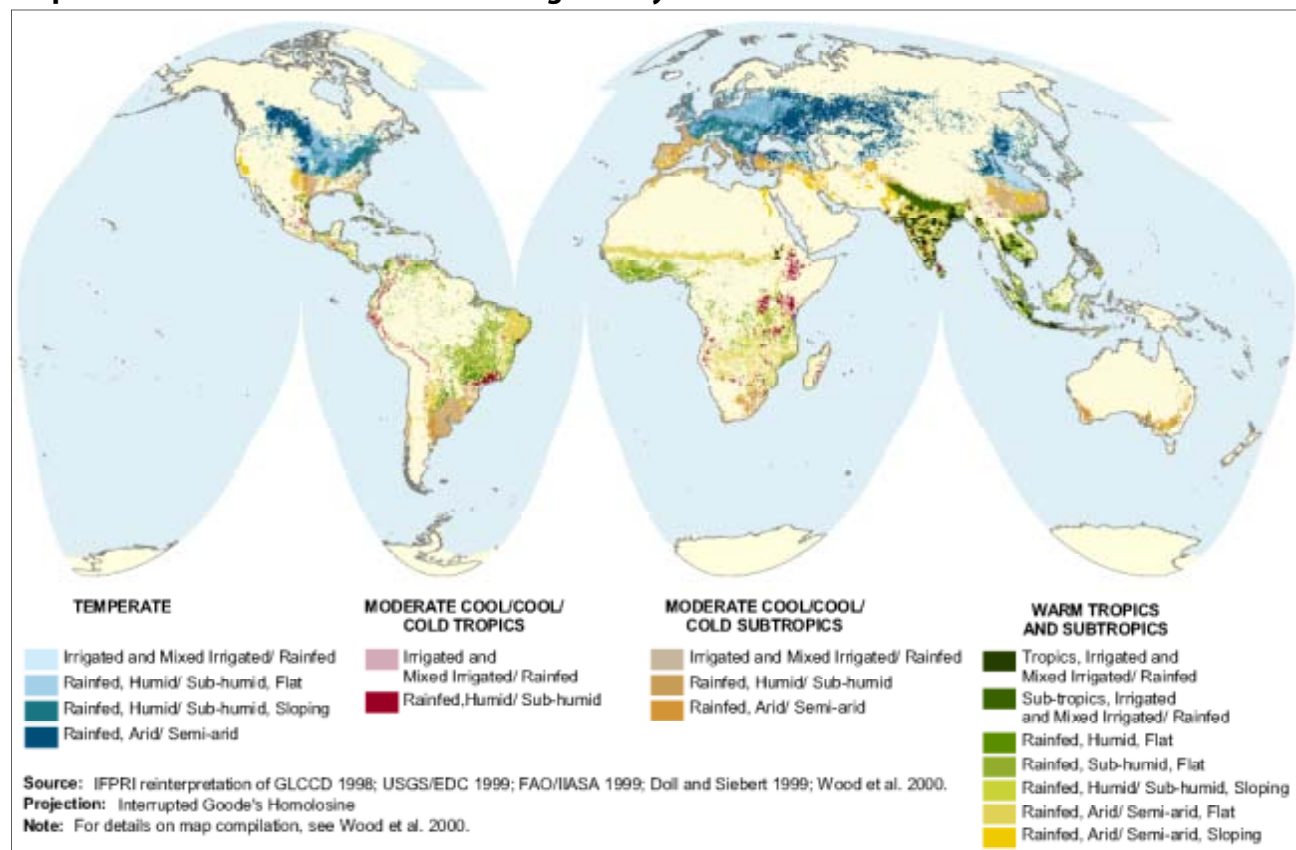 TEMPERATE
Irrigated and Mixed Irrigated/ Rainfed
Rainfed, Humid/ Sub-humid, Flat
Rainfed, Humid/ Sub-humid, Sloping
Rainfed, Arid/ Semi-arid
MODERATE COOL/COOL/
COLD TROPICS
Irrigated and
Mixed Irrigated/ Rainfed
Rainfed,Humid/ Sub-humid
MODERATE COOL/COOL/
COLD SUBTROPICS
Irrigated and Mixed Irrigated/ Rainfed
Rainfed, Humid/ Sub-humid
Rainfed, Arid/ Semi-arid
WARM TROPICS
AND SUBTROPICS
Tropics, Irrigated and
Mixed Irrigated/ Rainfed
Sub-tropics, Irrigated
and Mixed Irrigated/ Rainfed
Rainfed, Humid, Flat
Rainfed, Sub-humid, Flat
Rainfed, Humid/ Sub-humid, Sloping
Rainfed, Arid/ Semi-arid, Flat
Rainfed, Arid/ Semi-arid, Sloping
Source: IFPRI reinterpretation of GLCCD 1998; USGS/EDC 1999; FAO/IIASA 1999; Doll and Siebert 1999; Wood et al. 2000.
Projection: Interrupted Goode's Homolosine
Note: For details on map compilation, see Wood et al. 2000.